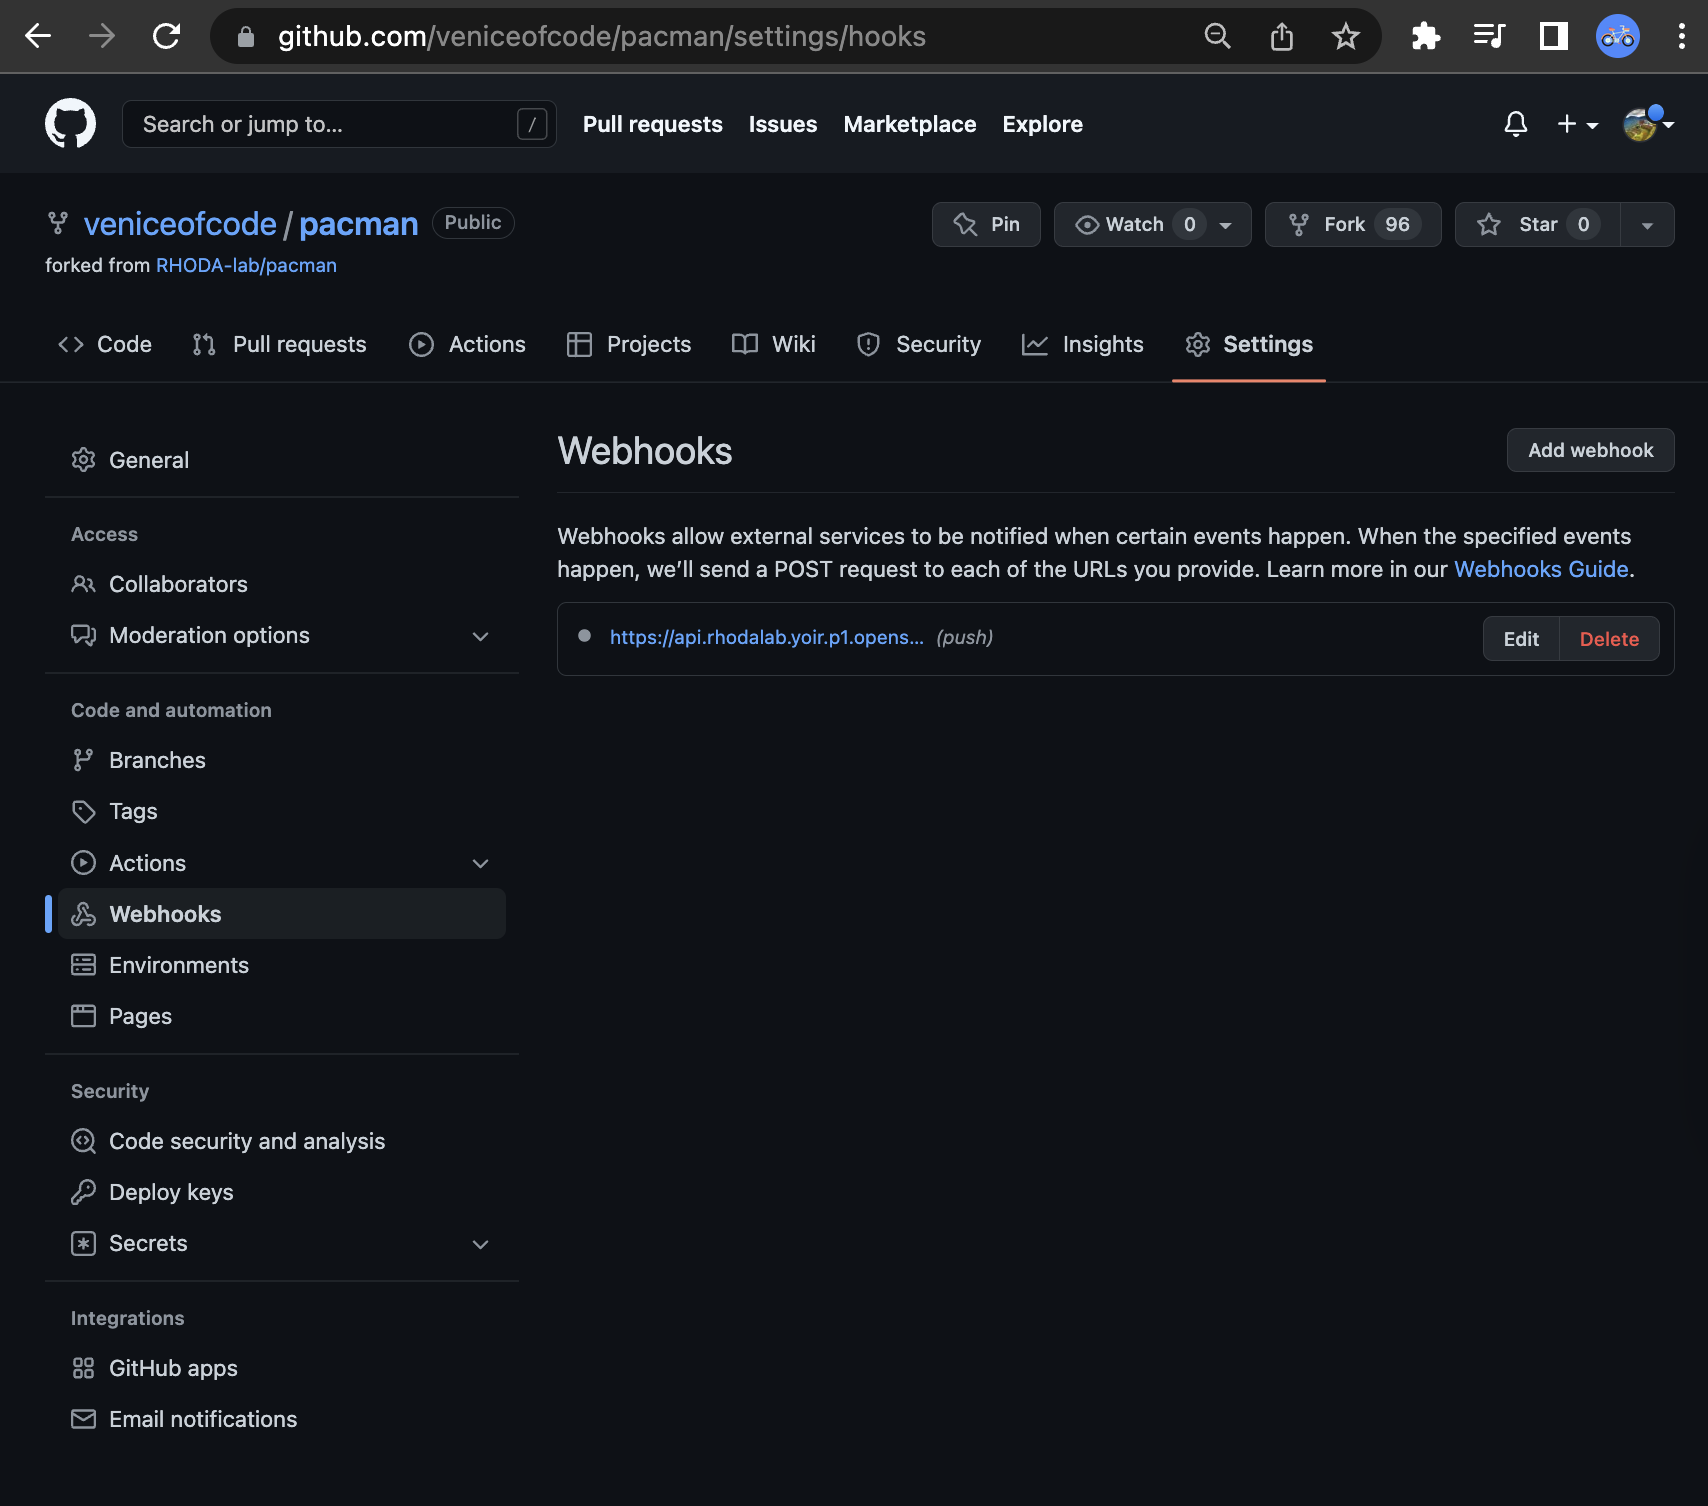 github.com/veniceofcode/pacman/settings/hooks
Search or jump to... /
Pull requests Issues Marketplace Explore
veniceofcode / pacman Public
Pin Watch 0 Fork 96 Star 0
forked from RHODA-lab/pacman
Code Pull requests Actions Projects Wiki Security Insights Settings
General
Access
Collaborators
Moderation options
Code and automation
Branches
Tags
Actions
Webhooks
Environments
Pages
Security
Code security and analysis
Deploy keys
Secrets
Integrations
GitHub apps
Email notifications
Webhooks
Add webhook
Webhooks allow external services to be notified when certain events happen. When the specified events
happen, we’ll send a POST request to each of the URLs you provide. Learn more in our Webhooks Guide.
https://api.rhodalab.yoir.p1.opens... (push)
Edit Delete